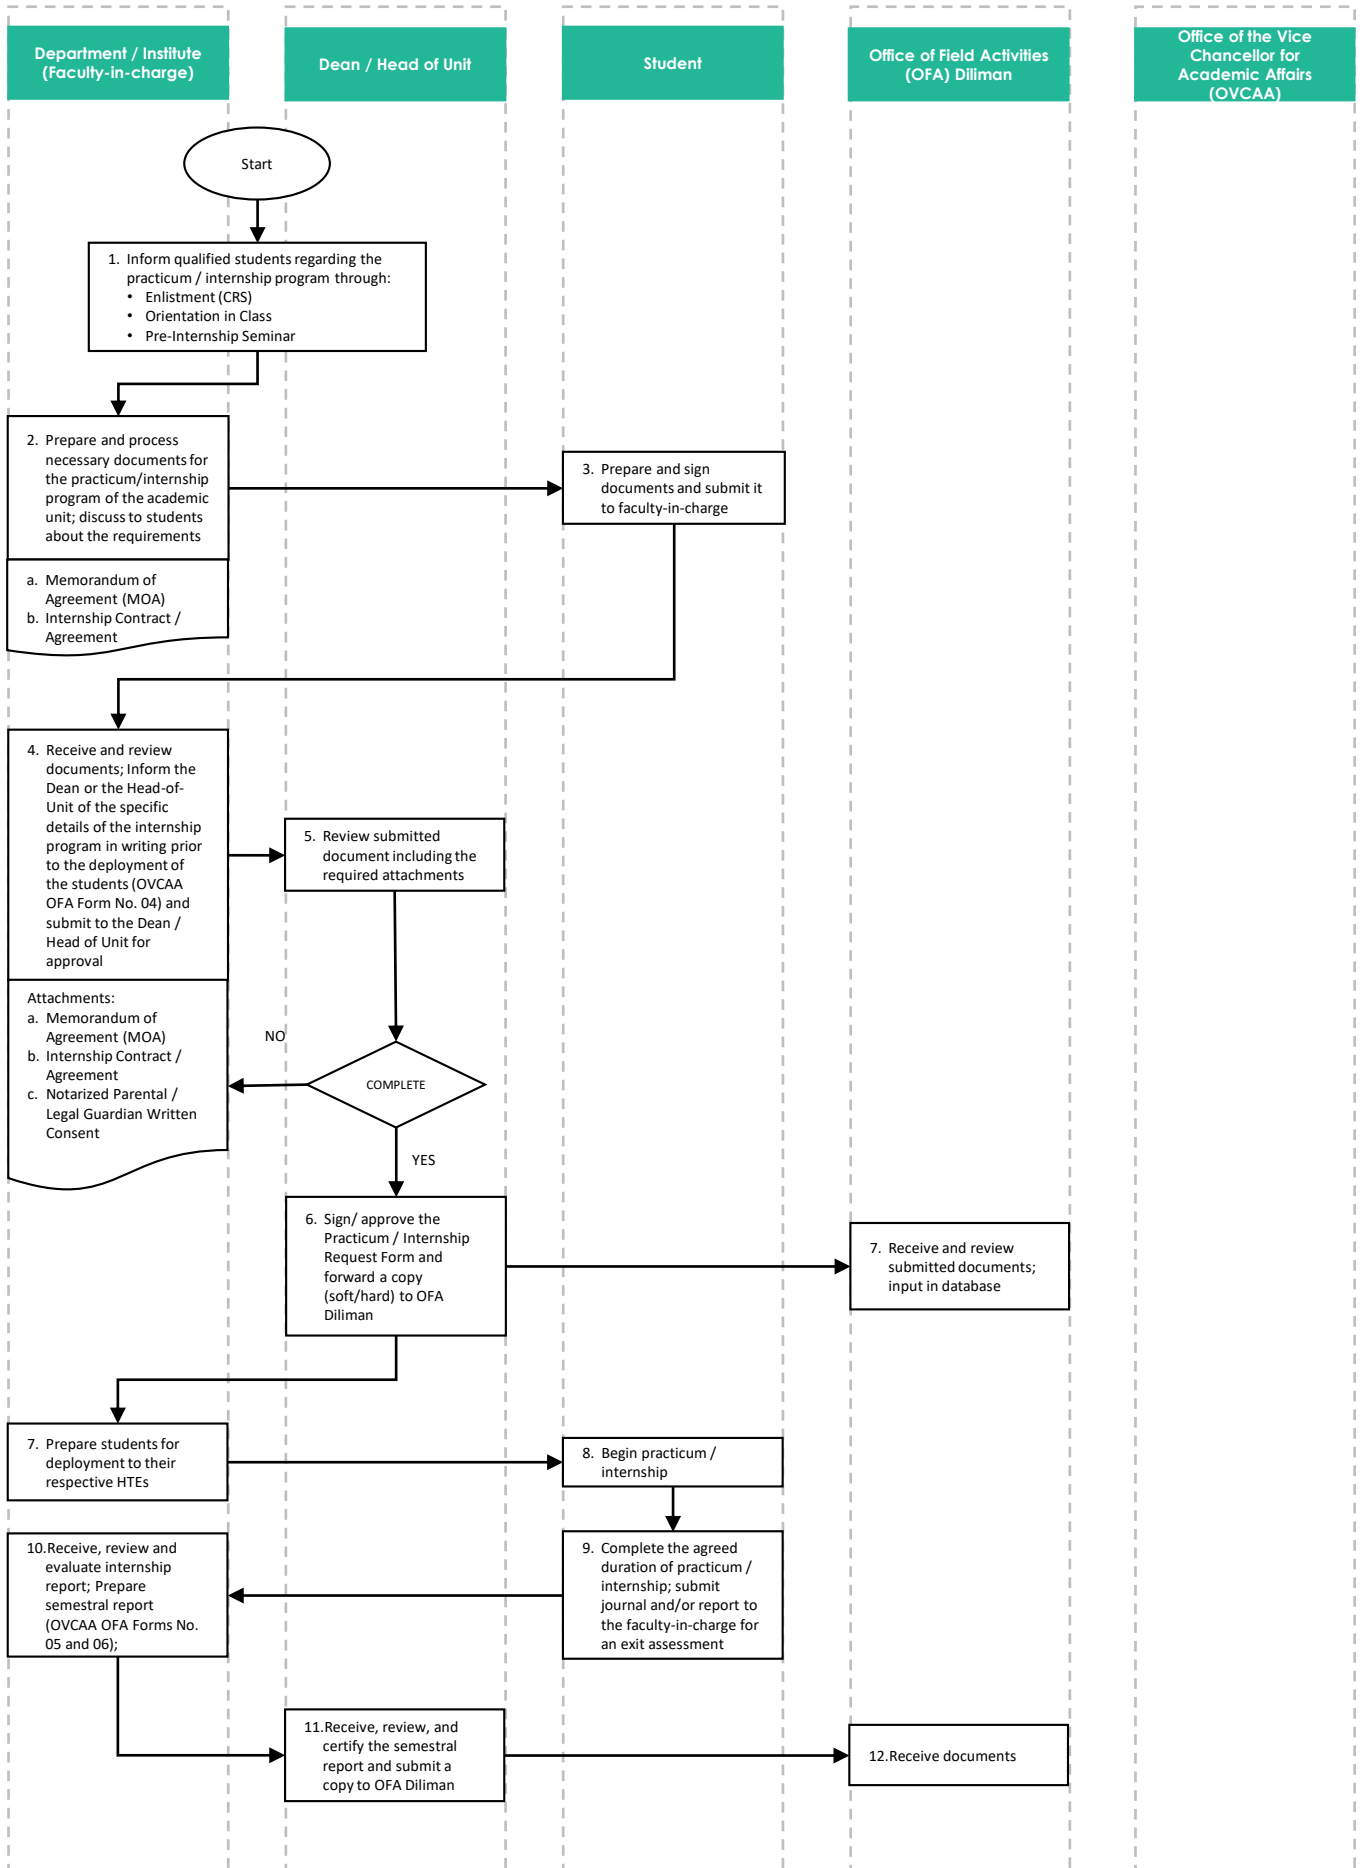 Department / Institute
(Faculty-in-charge)
Dean / Head of Unit
Student
Office of Field Activities
(OFA) Diliman
Office of the Vice
Chancellor for
Academic Affairs
(OVCAA)
Start
1. Inform qualified students regarding the
practicum / internship program through:
• Enlistment (CRS)
• Orientation in Class
• Pre-Internship Seminar
2. Prepare and process
necessary documents for
the practicum/internship
program of the academic
unit; discuss to students
about the requirements
a. Memorandum of
Agreement (MOA)
b. Internship Contract /
Agreement
3. Prepare and sign
documents and submit it
to faculty-in-charge
4. Receive and review
documents; Inform the
Dean or the Head-of-
Unit of the specific
details of the internship
program in writing prior
to the deployment of
the students (OVCAA
OFA Form No. 04) and
submit to the Dean /
Head of Unit for
approval
Attachments:
a. Memorandum of
Agreement (MOA)
b. Internship Contract /
Agreement
c. Notarized Parental /
Legal Guardian Written
Consent
5. Review submitted
document including the
required attachments
NO
COMPLETE
YES
6. Sign/ approve the
Practicum / Internship
Request Form and
forward a copy
(soft/hard) to OFA
Diliman
7. Receive and review
submitted documents;
input in database
7. Prepare students for
deployment to their
respective HTEs
8. Begin practicum /
internship
9. Complete the agreed
duration of practicum /
internship; submit
journal and/or report to
the faculty-in-charge for
an exit assessment
10.Receive, review and
evaluate internship
report; Prepare
semestral report
(OVCAA OFA Forms No.
05 and 06);
11.Receive, review, and
certify the semestral
report and submit a
copy to OFA Diliman
12.Receive documents